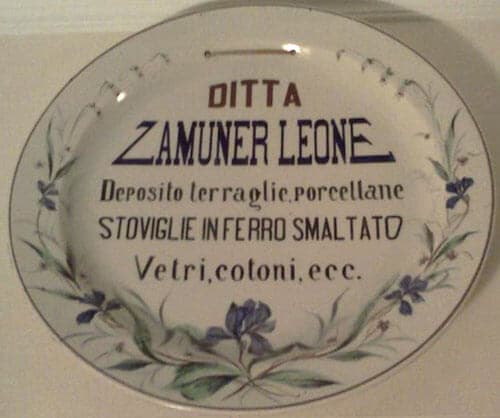 DITTA
ZAMUNER LEONE
Deposito terraglie, porcellane
STOVIGLIE IN FERRO SMALTATO
Vetri, cotoni, ecc.